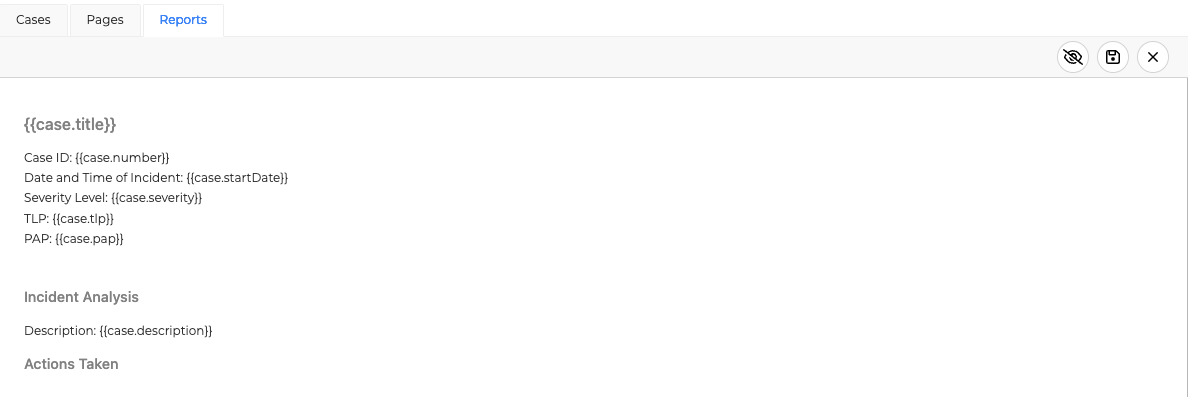 Cases Pages Reports
{{case.title}}
Case ID: {{case.number}}
Date and Time of Incident: {{case.startDate}}
Severity Level: {{case.severity}}
TLP: {{case.tlp}}
PAP: {{case.pap}}
Incident Analysis
Description: {{case.description}}
Actions Taken